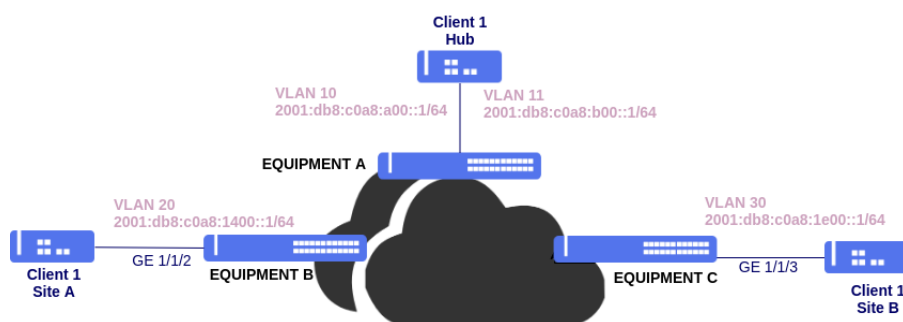 Client 1
Hub
VLAN 10
2001:db8:c0a8:a00::1/64
VLAN 11
2001:db8:c0a8:b00::1/64
EQUIPMENT A
VLAN 20
2001:db8:c0a8:1400::1/64
VLAN 30
2001:db8:c0a8:1e00::1/64
GE 1/1/2
EQUIPMENT B
Client 1
Site A
EQUIPMENT C
GE 1/1/3
Client 1
Site B